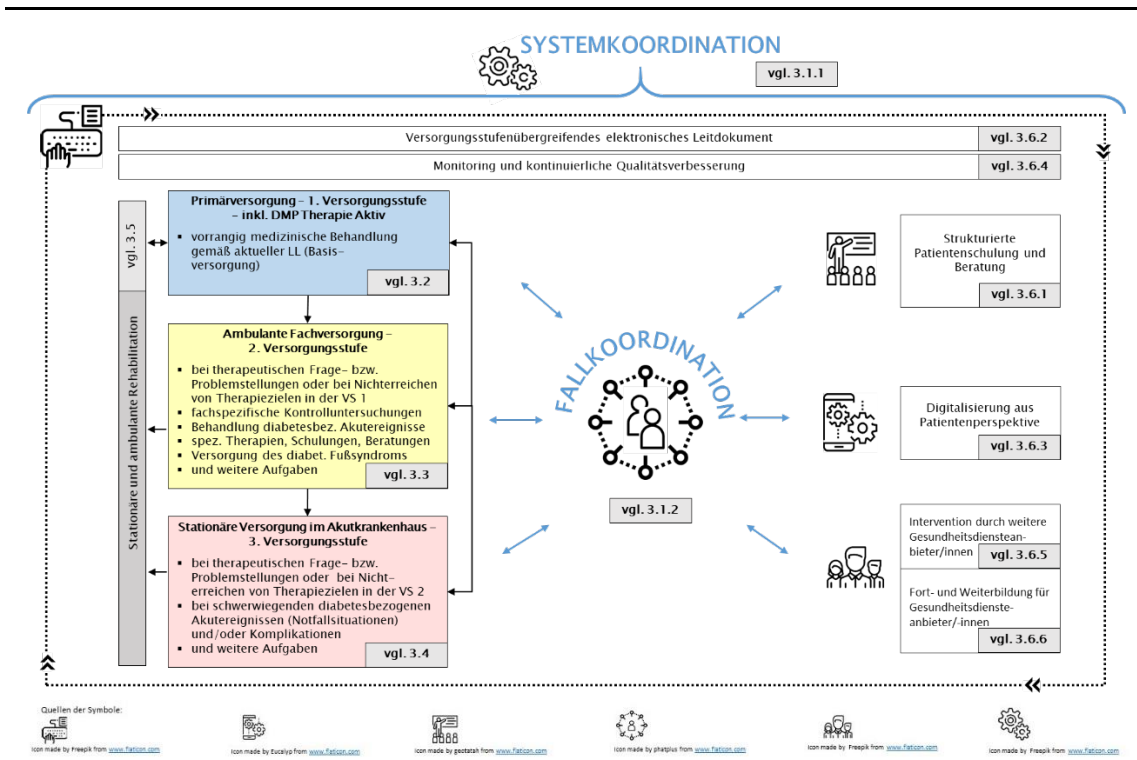 SYSTEMKOORDINATION
vgl. 3.1.1
Versorgungsstufenübergreifendes elektronisches Leitdokument
vgl. 3.6.2
Monitoring und kontinuierliche Qualitätsverbesserung
vgl. 3.6.4
vgl. 3.5
Stationäre und ambulante Rehabilitation
Primärversorgung – 1. Versorgungsstufe
– inkl. DMP Therapie Aktiv
▪ vorrangig medizinische Behandlung
gemäß aktueller LL (Basis-
versorgung)
vgl. 3.2
Ambulante Fachversorgung –
2. Versorgungsstufe
▪ bei therapeutischen Frage- bzw.
Problemstellungen oder bei Nichterreichen
von Therapiezielen in der VS 1
▪ fachspezifische Kontrolluntersuchungen
▪ Behandlung diabetesbez. Akutereignisse
▪ spez. Therapien, Schulungen, Beratungen
▪ Versorgung des diabet. Fußsyndroms
▪ und weitere Aufgaben
vgl. 3.3
Stationäre Versorgung im Akutkrankenhaus –
3. Versorgungsstufe
▪ bei therapeutischen Frage- bzw.
Problemstellungen oder bei Nicht-
erreichen von Therapiezielen in der VS 2
▪ bei schwerwiegenden diabetesbezogenen
Akutereignissen (Notfallsituationen)
und/oder Komplikationen
▪ und weitere Aufgaben
vgl. 3.4
FALLKOORDINATION
vgl. 3.1.2
Strukturierte
Patientenschulung und
Beratung
vgl. 3.6.1
Digitalisierung aus
Patientenperspektive
vgl. 3.6.3
Intervention durch weitere
Gesundheitsdienstean-
bieter/innen
vgl. 3.6.5
Fort- und Weiterbildung für
Gesundheitsdienste-
anbieter/-innen
vgl. 3.6.6
Quellen der Symbole:
Icon made by Freepik from www.flaticon.com
Icon made by Eucalyp from www.flaticon.com
Icon made by geotatah from www.flaticon.com
Icon made by phatplus from www.flaticon.com
Icon made by Freepik from www.flaticon.com
Icon made by Freepik from www.flaticon.com